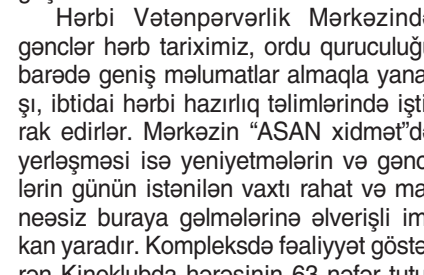 Hərbi Vətənpərvərlik Mərkəzində
gənclər hərb tariximiz, ordu quruculuğu
barədə geniş məlumatlar almaqla yana-
şı, ibtidai hərbi hazırlıq təlimlərində işti-
rak edirlər. Mərkəzin “ASAN xidmət”də
yerləşməsi isə yeniyetmələrin və gənc-
lərin günün istənilən vaxtı rahat və ma-
neəsiz buraya gəlmələrinə əlverişli im-
kan yaradır. Kompleksdə fəaliyyət göstə-
rən Kinoklubda hərəsinin 63 nəfər tutu-